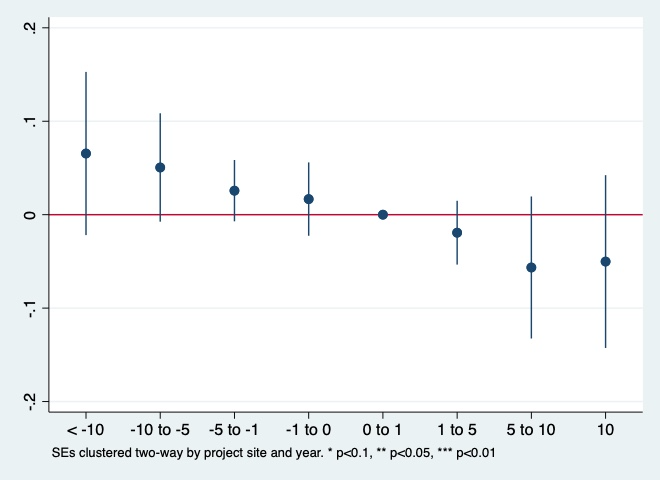 .2
.1
0
-.1
-.2
< -10 -10 to -5 -5 to -1 -1 to 0 0 to 1 1 to 5 5 to 10 10
SEs clustered two-way by project site and year. * p<0.1, ** p<0.05, *** p<0.01